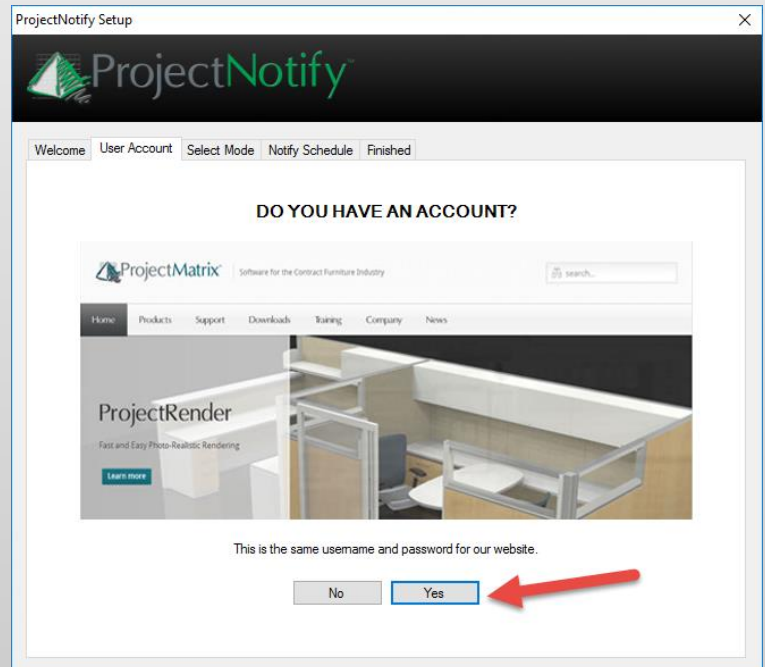 ProjectNotify Setup
ProjectNotify™
Welcome User Account Select Mode Notify Schedule Finished
DO YOU HAVE AN ACCOUNT?
ProjectMatrix® Software for the Contract Furniture Industry search...
Home Products Support Downloads Training Company News
ProjectRender
Fast and Easy Photo-Realistic Rendering
Learn more
This is the same username and password for our website.
No Yes